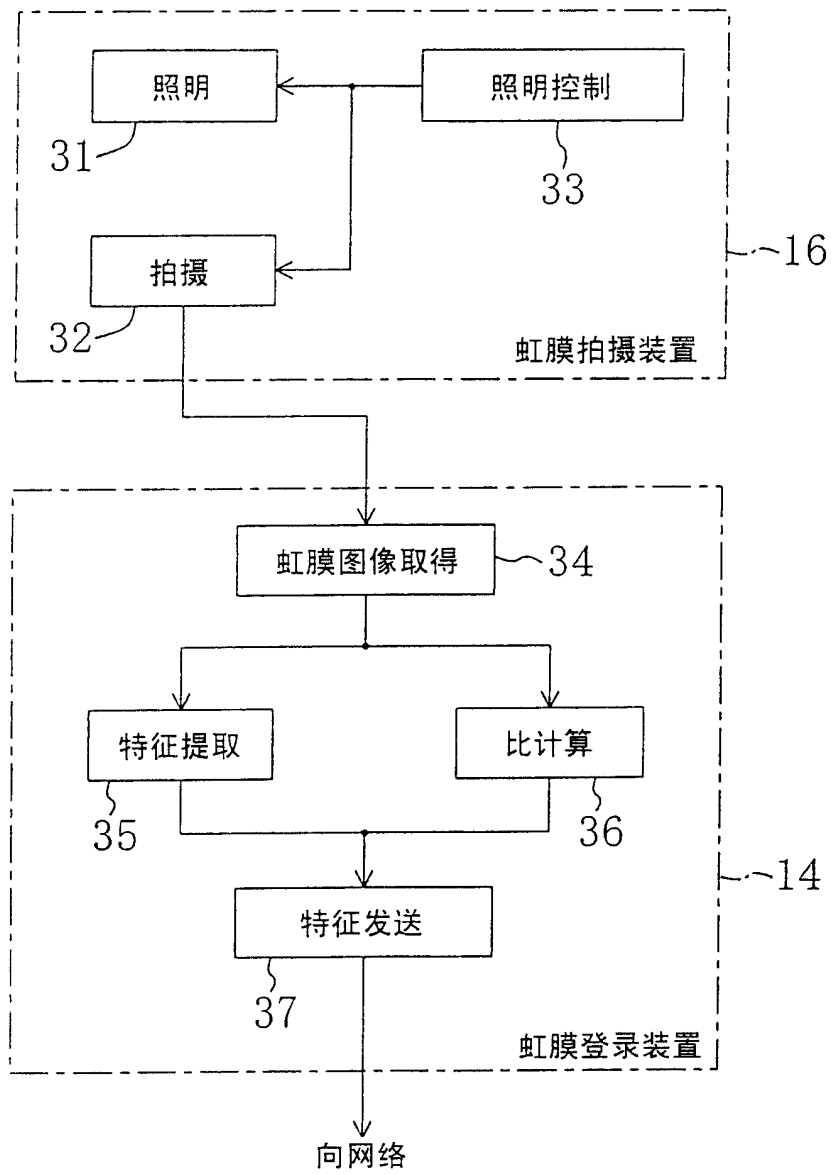 照明
照明控制
31
33
拍摄
16
32
虹膜拍摄装置
虹膜图像取得
34
特征提取
比计算
35
36
14
特征发送
37
虹膜登录装置
向网络